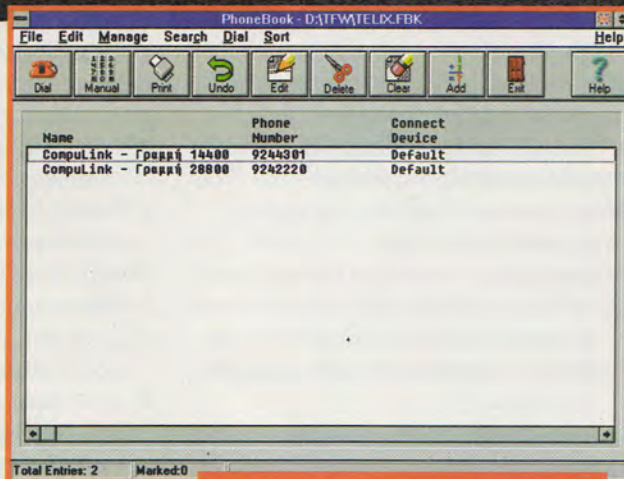 PhoneBook - D:\TFW\TELIX.FBK
File Edit Manage Search Dial Sort Help
Dial Manual Print Undo Edit Delete Clear Add Exit Help
Name Phone Number Connect Device
CompuLink - Γραμμή 14400 9244301 Default
CompuLink - Γραμμή 28800 9242220 Default
Total Entries: 2 Marked:0